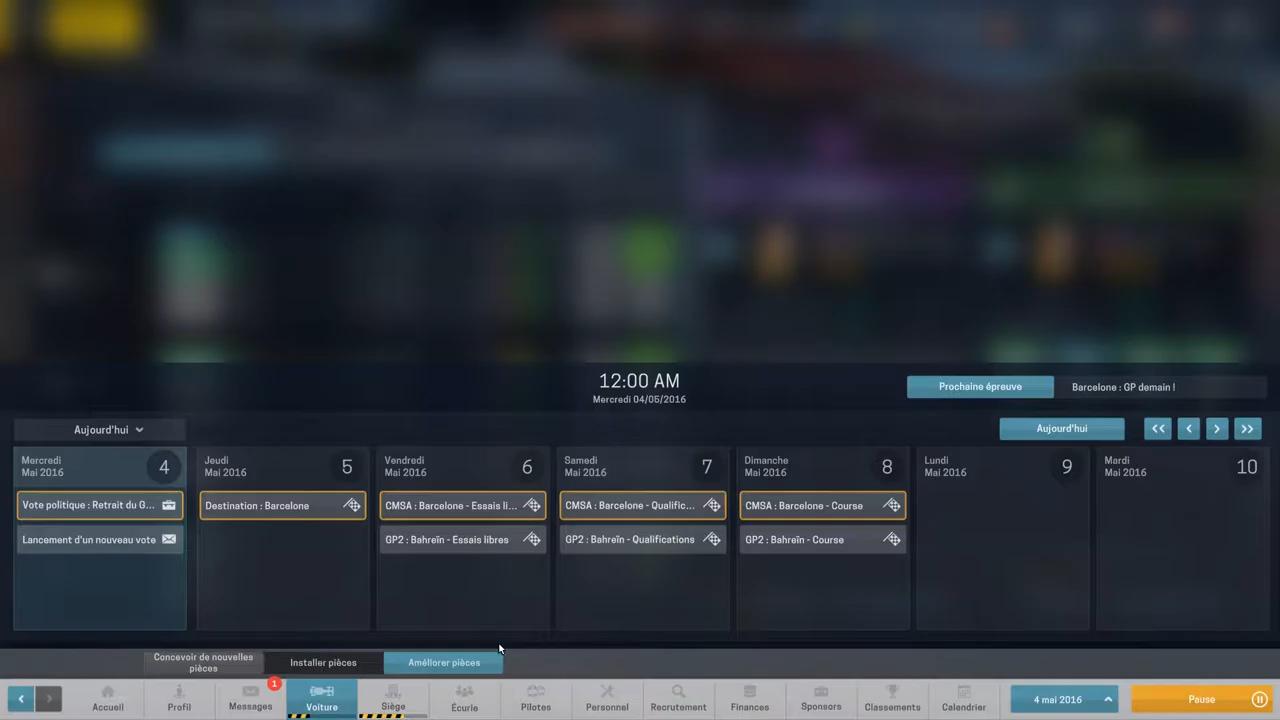 12:00 AM
Mercredi 04/05/2016
Prochaine épreuve
Barcelone : GP demain !
Aujourd'hui
Aujourd'hui
<<
<
>
>>
Mercredi
Mai 2016
4
Jeudi
Mai 2016
5
Vendredi
Mai 2016
6
Samedi
Mai 2016
7
Dimanche
Mai 2016
8
Lundi
Mai 2016
9
Mardi
Mai 2016
10
Vote politique : Retrait du G...
Destination : Barcelone
CMSA : Barcelone - Essais li...
CMSA : Barcelone - Qualific...
CMSA : Barcelone - Course
Lancement d'un nouveau vote
GP2 : Bahreïn - Essais libres
GP2 : Bahreïn - Qualifications
GP2 : Bahreïn - Course
Concevoir de nouvelles
pièces
Installer pièces
Améliorer pièces
Accueil
Profil
1
Messages
Voiture
Siège
Écurie
Pilotes
Personnel
Recrutement
Finances
Sponsors
Classements
Calendrier
4 mai 2016
Pause